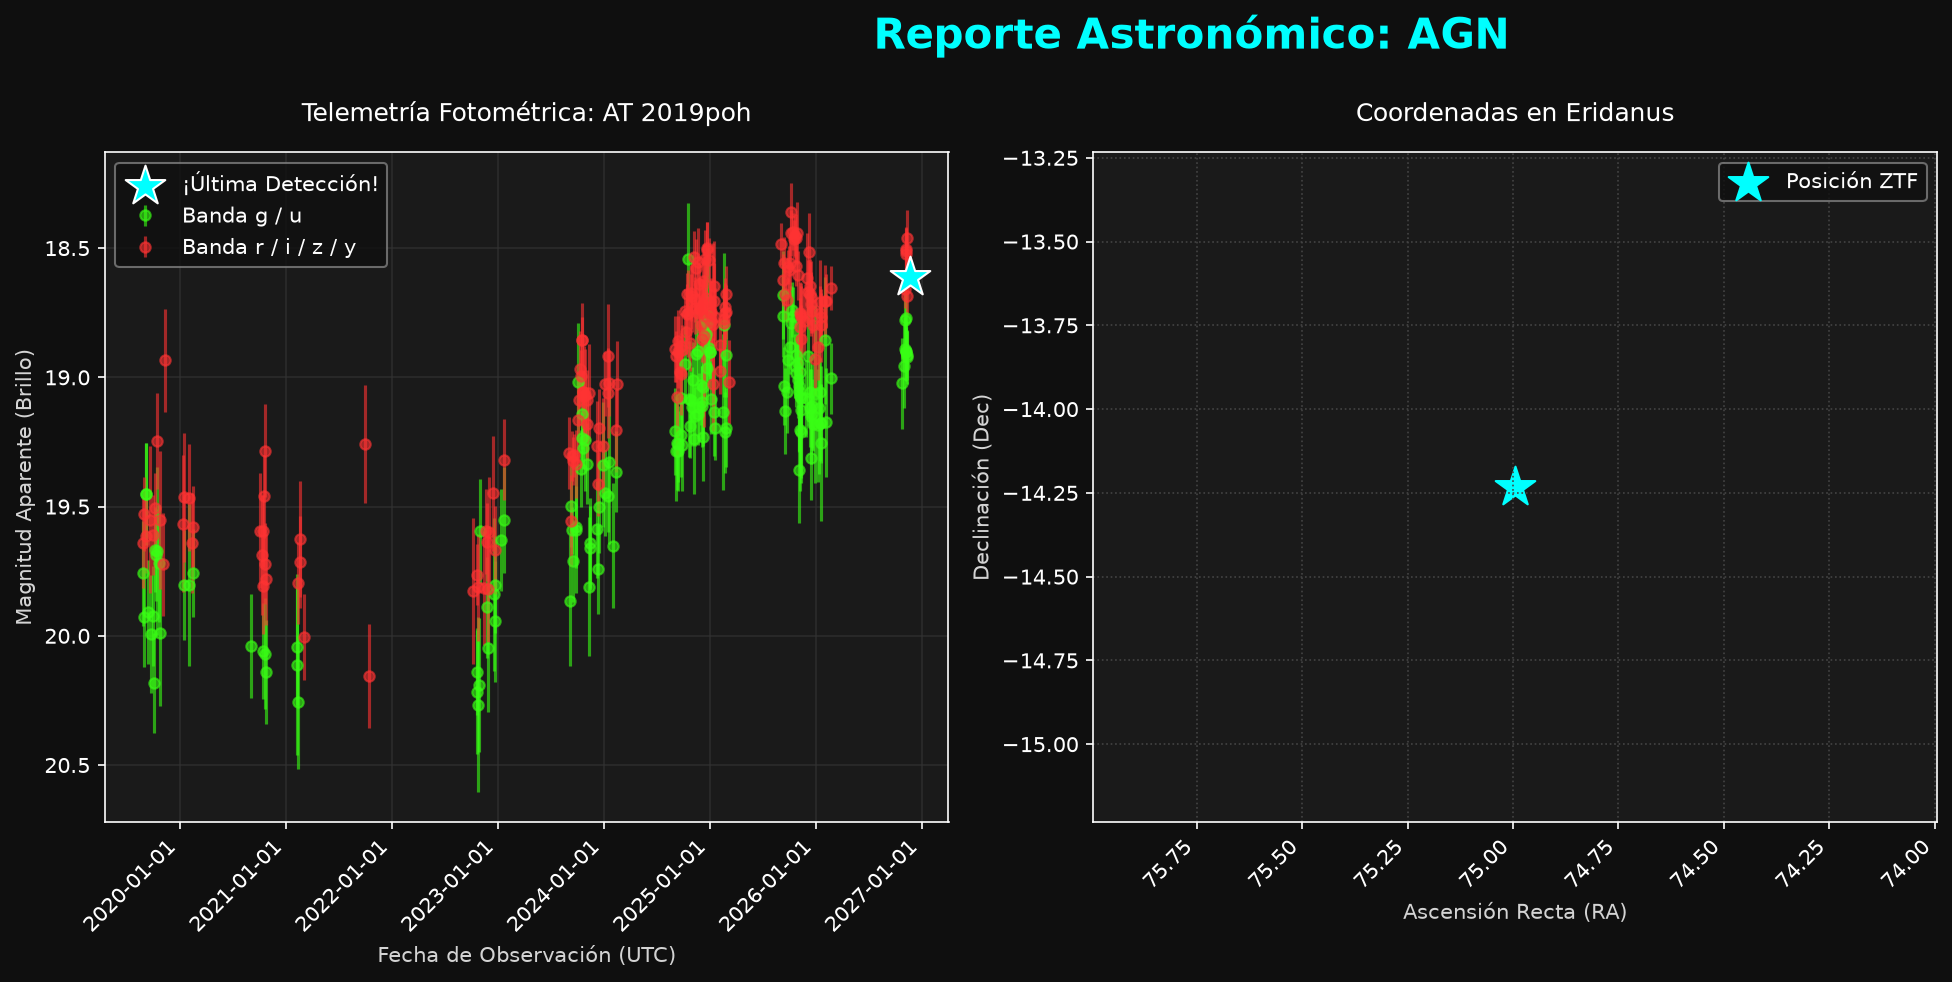 Reporte Astronómico: AGN
Telemetría Fotométrica: AT 2019poh
¡Última Detección!
Banda g / u
Banda r / i / z / y
Magnitud Aparente (Brillo)
18.5
19.0
19.5
20.0
20.5
2020-01-01
2021-01-01
2022-01-01
2023-01-01
2024-01-01
2025-01-01
2026-01-01
2027-01-01
Fecha de Observación (UTC)
Coordenadas en Eridanus
Posición ZTF
Declinación (Dec)
−13.25
−13.50
−13.75
−14.00
−14.25
−14.50
−14.75
−15.00
75.75
75.50
75.25
75.00
74.75
74.50
74.25
74.00
Ascensión Recta (RA)